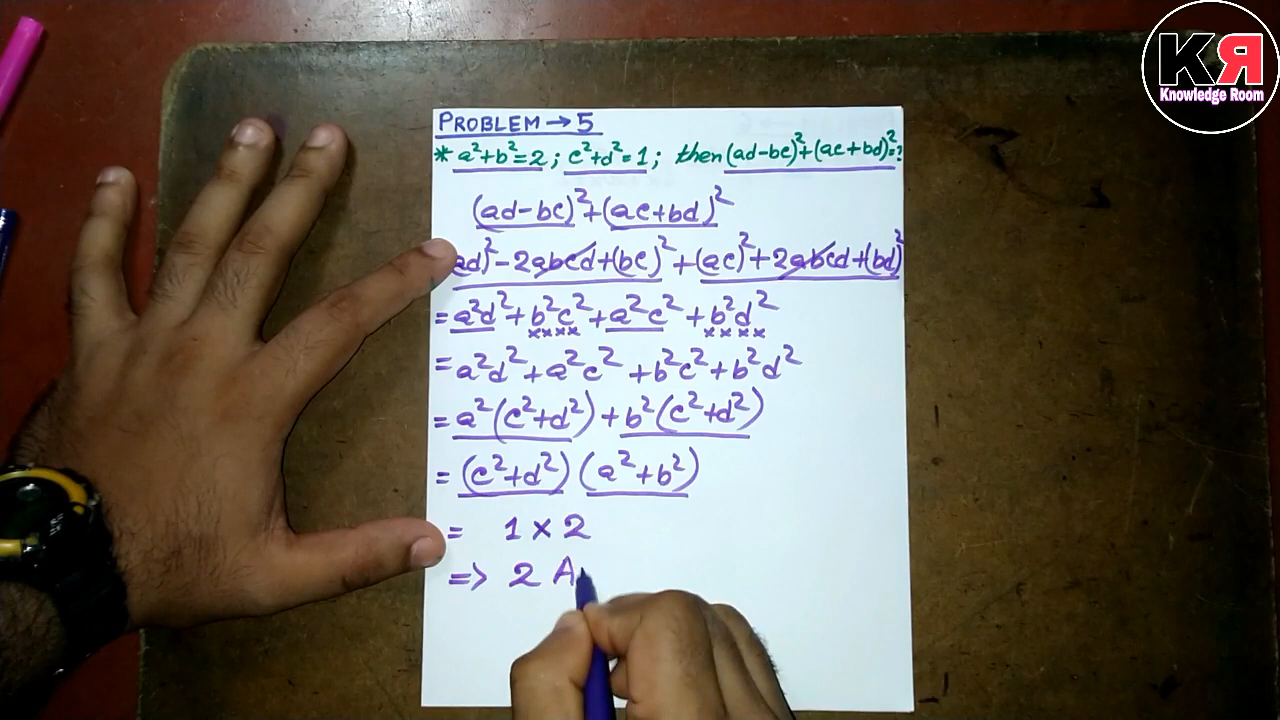 KR
Knowledge Room
PROBLEM → 5
* a²+b²=2; c²+d²=1; then (ad-bc)²+(ac+bd)²=?
(ad-bc)²+(ac+bd)²
ad)²-2abcd+(bc)²+(ac)²+2abcd+(bd)²
= a²d²+b²c²+a²c²+b²d²
= a²d²+a²c²+b²c²+b²d²
= a²(c²+d²)+b²(c²+d²)
= (c²+d²)(a²+b²)
= 1×2
=> 2 A